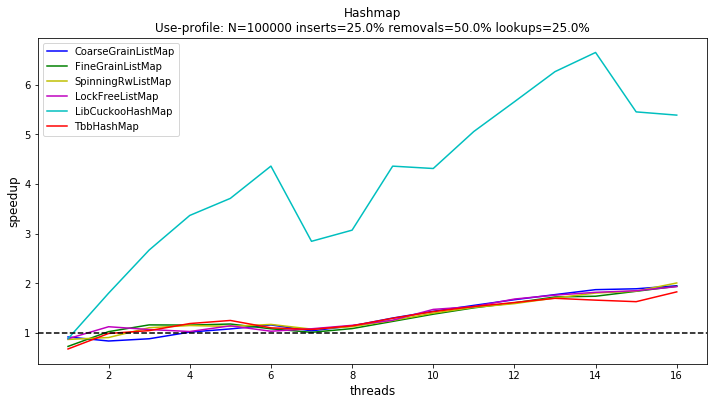 Hashmap
Use-profile: N=100000 inserts=25.0% removals=50.0% lookups=25.0%
CoarseGrainListMap
FineGrainListMap
SpinningRwListMap
LockFreeListMap
LibCuckooHashMap
TbbHashMap
speedup
6
5
4
3
2
1
2 4 6 8 10 12 14 16
threads